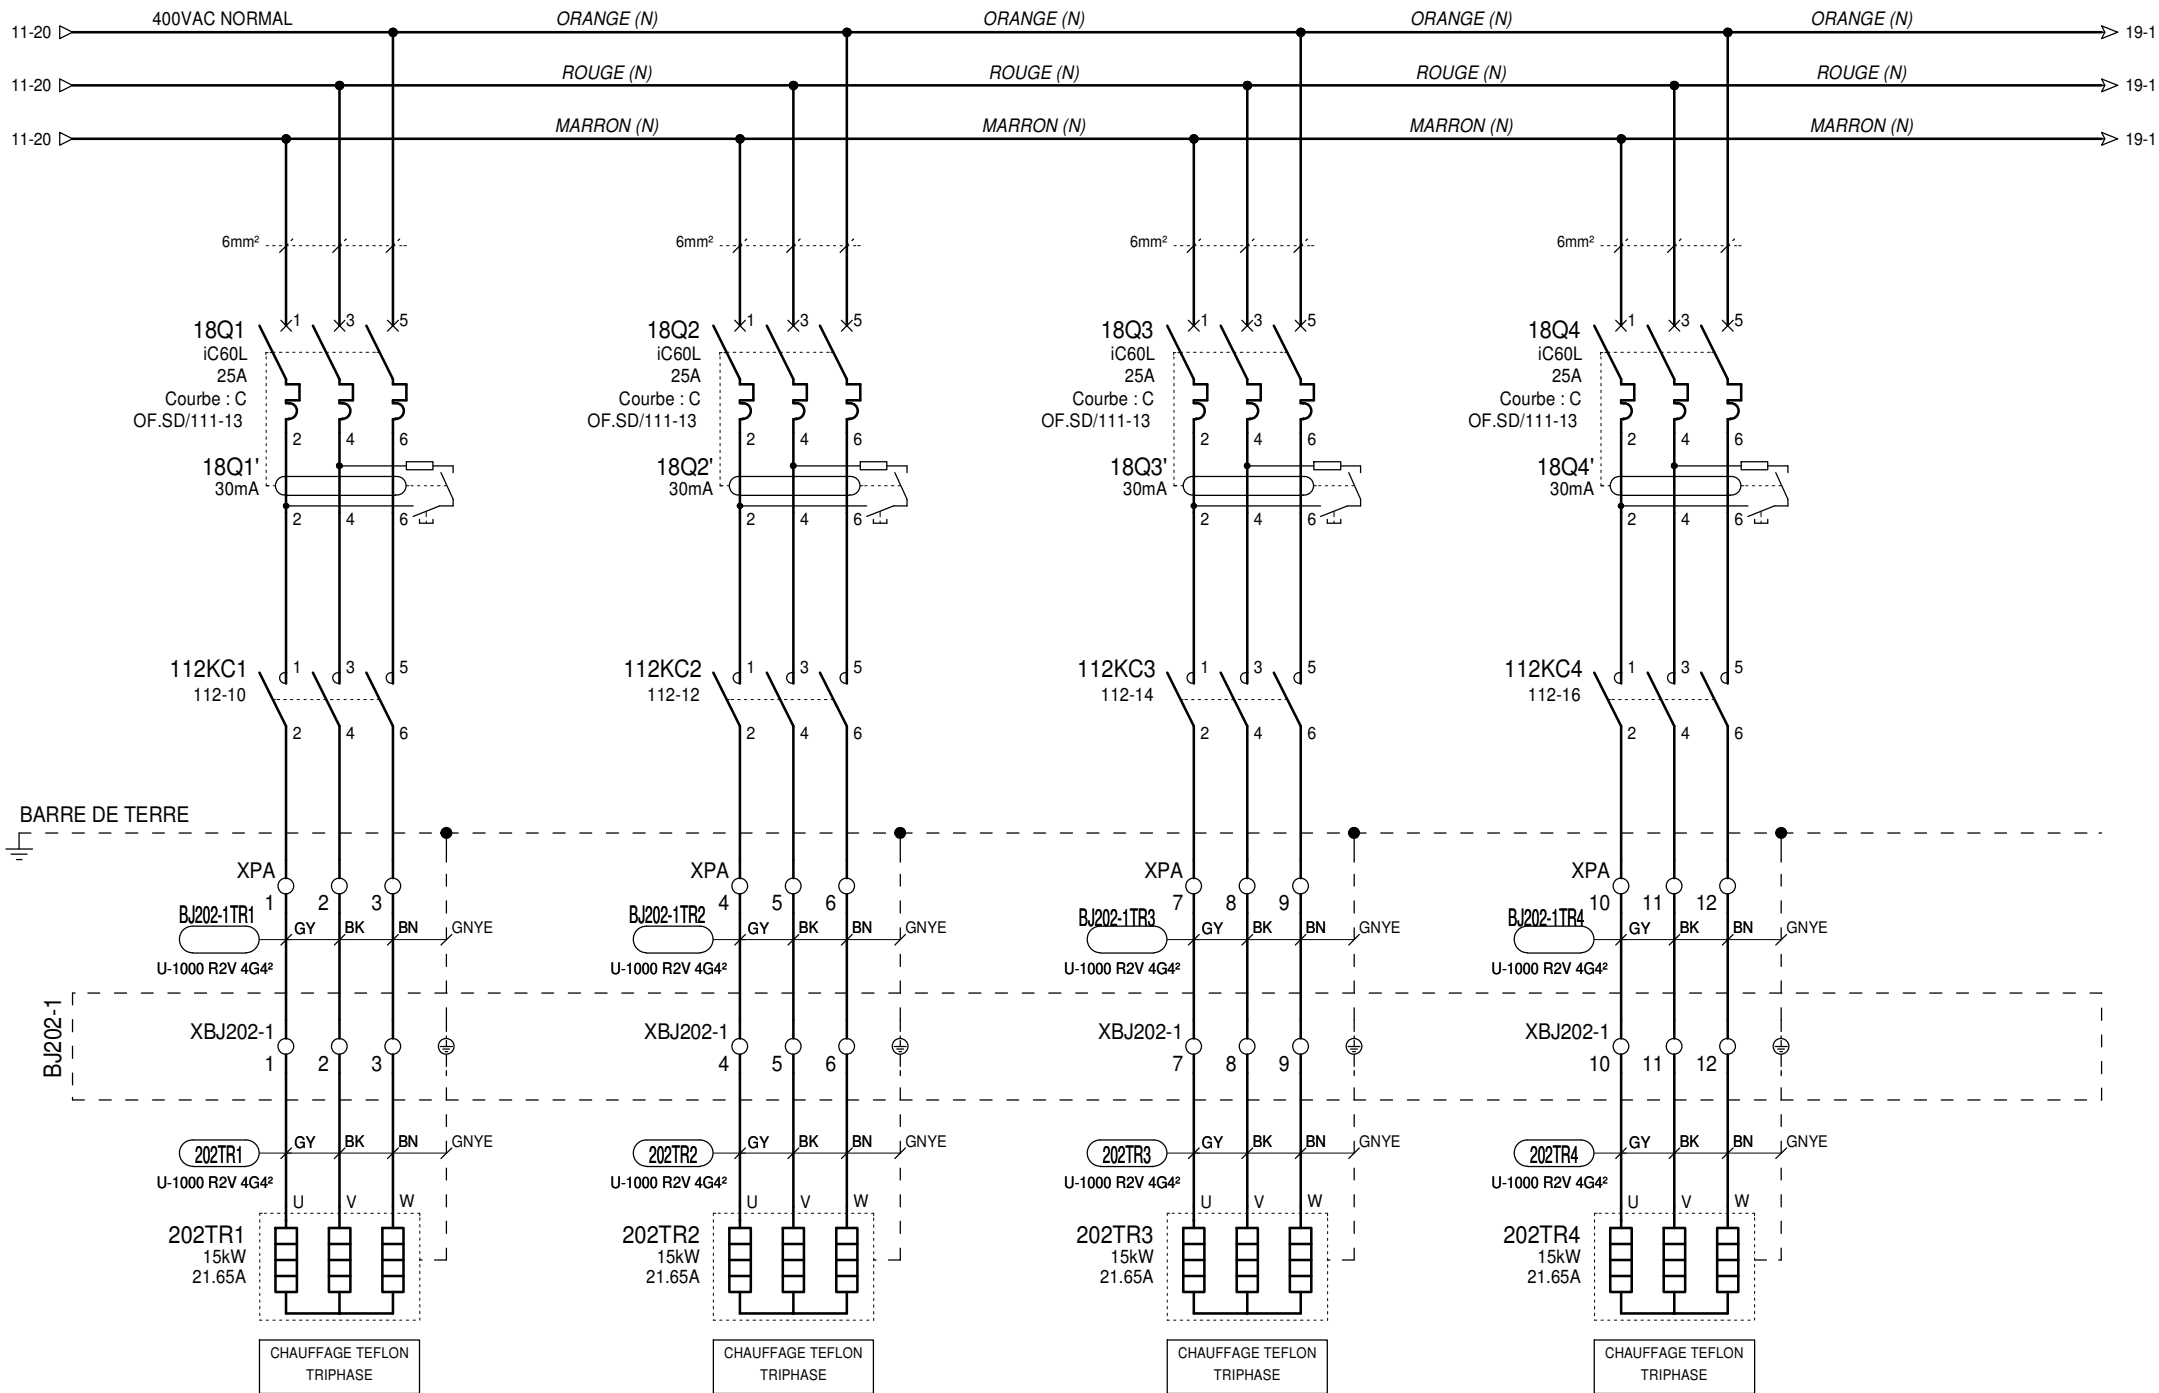 400VAC NORMAL ORANGE (N) ORANGE (N) ORANGE (N) ORANGE (N)
11-20 19-1
ROUGE (N) ROUGE (N) ROUGE (N) ROUGE (N)
11-20 19-1
MARRON (N) MARRON (N) MARRON (N) MARRON (N)
11-20 19-1
6mm² 6mm² 6mm² 6mm²
18Q1 1 3 5 18Q2 1 3 5 18Q3 1 3 5 18Q4 1 3 5
iC60L iC60L iC60L iC60L
25A 25A 25A 25A
Courbe : C Courbe : C Courbe : C Courbe : C
OF.SD/111-13 OF.SD/111-13 OF.SD/111-13 OF.SD/111-13
2 4 6 2 4 6 2 4 6 2 4 6
18Q1' 18Q2' 18Q3' 18Q4'
30mA 30mA 30mA 30mA
2 4 6 2 4 6 2 4 6 2 4 6
112KC1 1 3 5 112KC2 1 3 5 112KC3 1 3 5 112KC4 1 3 5
112-10 112-12 112-14 112-16
2 4 6 2 4 6 2 4 6 2 4 6
BARRE DE TERRE
XPA XPA XPA XPA
1 2 3 4 5 6 7 8 9 10 11 12
BJ202-1TR1 BJ202-1TR2 BJ202-1TR3 BJ202-1TR4
GY BK BN GNYE GY BK BN GNYE GY BK BN GNYE GY BK BN GNYE
U-1000 R2V 4G4² U-1000 R2V 4G4² U-1000 R2V 4G4² U-1000 R2V 4G4²
BJ202-1
XBJ202-1 XBJ202-1 XBJ202-1 XBJ202-1
1 2 3 4 5 6 7 8 9 10 11 12
GY BK BN GNYE GY BK BN GNYE GY BK BN GNYE GY BK BN GNYE
202TR1 202TR2 202TR3 202TR4
U-1000 R2V 4G4² U-1000 R2V 4G4² U-1000 R2V 4G4² U-1000 R2V 4G4²
U V W U V W U V W U V W
202TR1 202TR2 202TR3 202TR4
15kW 15kW 15kW 15kW
21.65A 21.65A 21.65A 21.65A
CHAUFFAGE TEFLON CHAUFFAGE TEFLON CHAUFFAGE TEFLON CHAUFFAGE TEFLON
TRIPHASE TRIPHASE TRIPHASE TRIPHASE